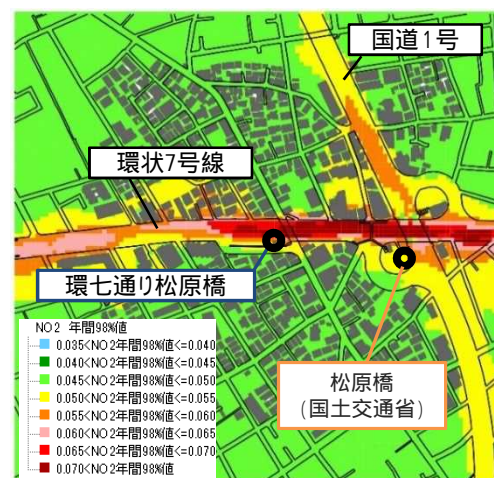 国道1号
環状7号線
環七通り松原橋
NO2 年間98%値
0.035<NO2年間98%値<=0.040
0.040<NO2年間98%値<=0.045
0.045<NO2年間98%値<=0.050
0.050<NO2年間98%値<=0.055
0.055<NO2年間98%値<=0.060
0.060<NO2年間98%値<=0.065
0.065<NO2年間98%値<=0.070
0.070<NO2年間98%値
松原橋
(国土交通省)